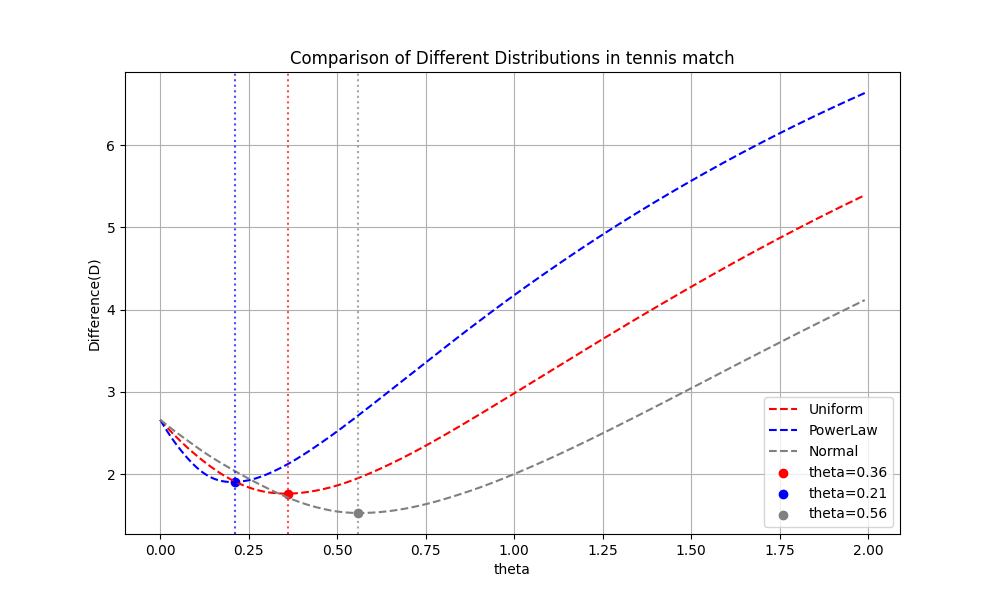 Comparison of Different Distributions in tennis match
Difference(D)
6
5
4
3
2
0.00 0.25 0.50 0.75 1.00 1.25 1.50 1.75 2.00
theta
Uniform
PowerLaw
Normal
theta=0.36
theta=0.21
theta=0.56